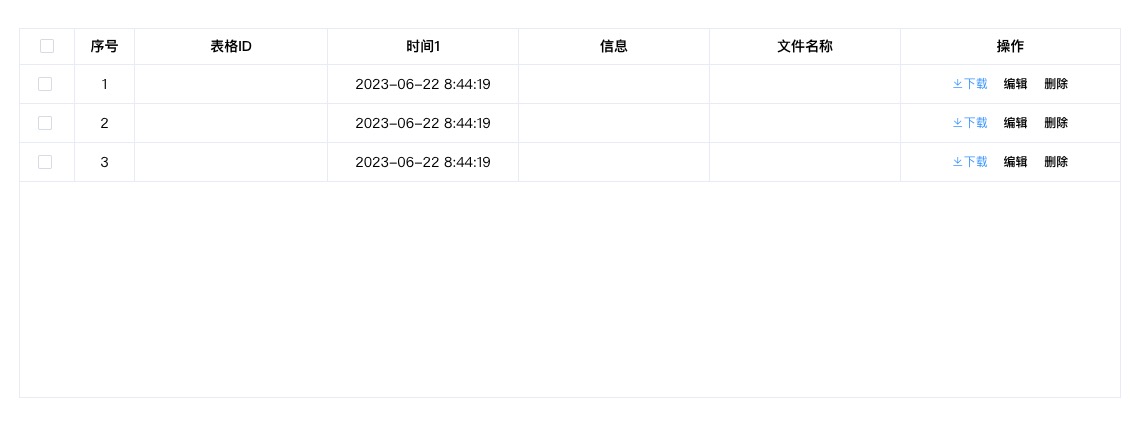 序号 表格ID 时间1 信息 文件名称 操作
1 2023-06-22 8:44:19 下载 编辑 删除
2 2023-06-22 8:44:19 下载 编辑 删除
3 2023-06-22 8:44:19 下载 编辑 删除